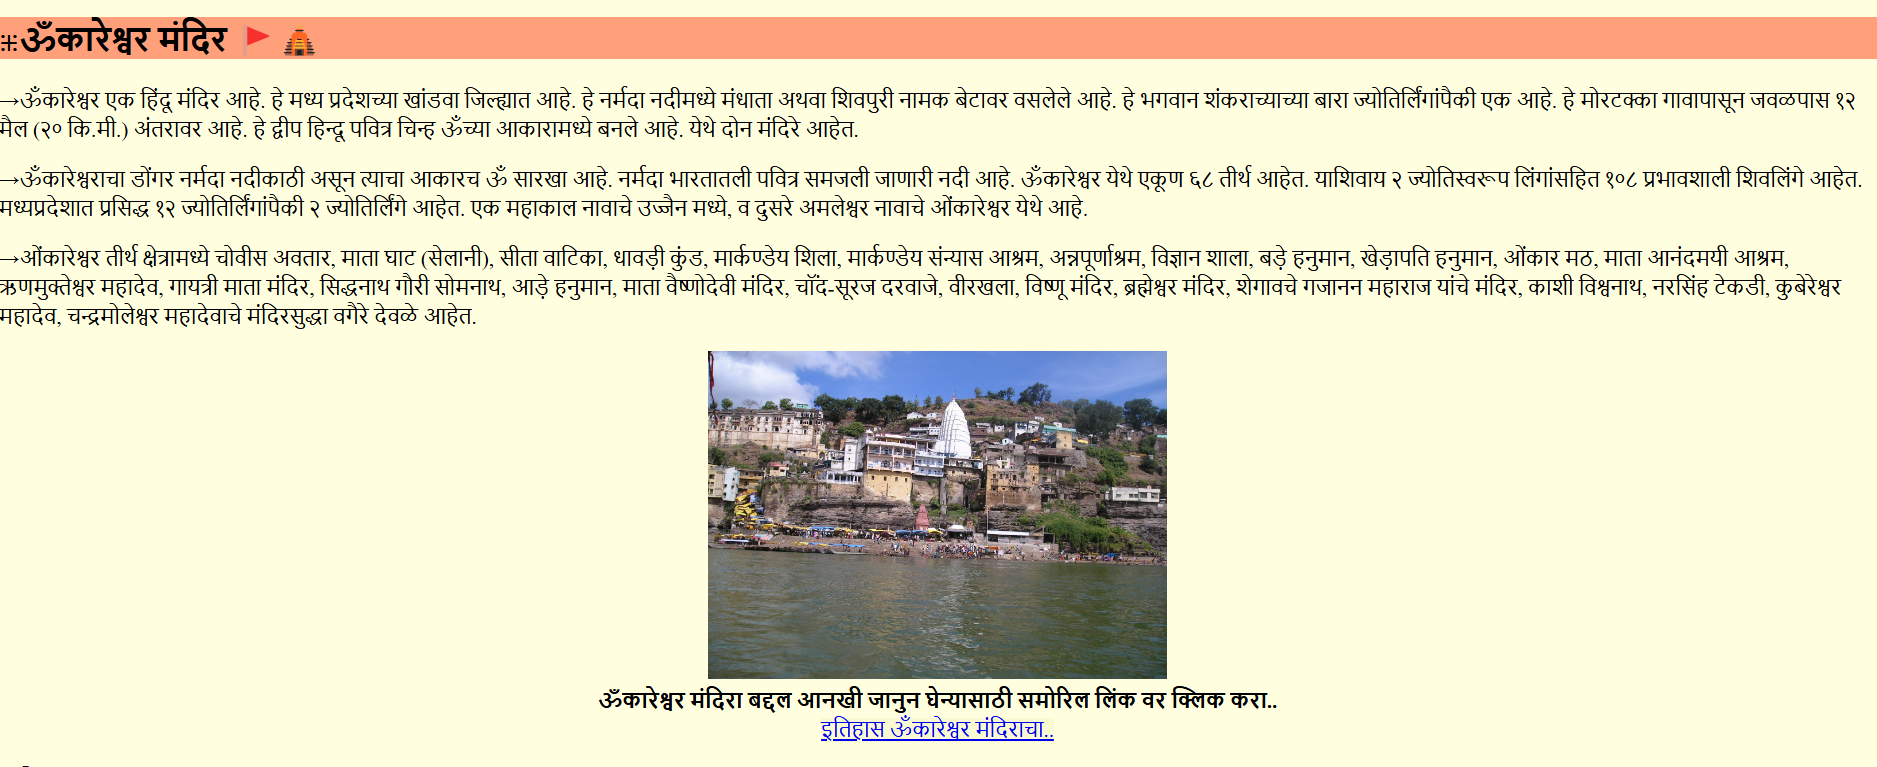 ⁜ॐकारेश्वर मंदिर 🚩 🛕
→ॐकारेश्वर एक हिंदू मंदिर आहे. हे मध्य प्रदेशच्या खांडवा जिल्ह्यात आहे. हे नर्मदा नदीमध्ये मंधाता अथवा शिवपुरी नामक बेटावर वसलेले आहे. हे भगवान शंकराच्याच्या बारा ज्योतिर्लिंगांपैकी एक आहे. हे मोरटक्का गावापासून जवळपास १२
मैल (२० कि.मी.) अंतरावर आहे. हे द्वीप हिन्दू पवित्र चिन्ह ॐच्या आकारामध्ये बनले आहे. येथे दोन मंदिरे आहेत.
→ॐकारेश्वराचा डोंगर नर्मदा नदीकाठी असून त्याचा आकारच ॐ सारखा आहे. नर्मदा भारतातली पवित्र समजली जाणारी नदी आहे. ॐकारेश्वर येथे एकूण ६८ तीर्थ आहेत. याशिवाय २ ज्योतिस्वरूप लिंगांसहित १०८ प्रभावशाली शिवलिंगे आहेत.
मध्यप्रदेशात प्रसिद्ध १२ ज्योतिर्लिंगांपैकी २ ज्योतिर्लिंगे आहेत. एक महाकाल नावाचे उज्जैन मध्ये, व दुसरे अमलेश्वर नावाचे ओंकारेश्वर येथे आहे.
→ओंकारेश्वर तीर्थ क्षेत्रामध्ये चोवीस अवतार, माता घाट (सेलानी), सीता वाटिका, धावड़ी कुंड, मार्कण्डेय शिला, मार्कण्डेय संन्यास आश्रम, अन्नपूर्णाश्रम, विज्ञान शाला, बड़े हनुमान, खेड़ापति हनुमान, ओंकार मठ, माता आनंदमयी आश्रम,
ऋणमुक्तेश्वर महादेव, गायत्री माता मंदिर, सिद्धनाथ गौरी सोमनाथ, आड़े हनुमान, माता वैष्णोदेवी मंदिर, चाँद-सूरज दरवाजे, वीरखला, विष्णू मंदिर, ब्रह्मेश्वर मंदिर, शेगावचे गजानन महाराज यांचे मंदिर, काशी विश्वनाथ, नरसिंह टेकडी, कुबेरेश्वर
महादेव, चन्द्रमोलेश्वर महादेवाचे मंदिरसुद्धा वगैरे देवळे आहेत.
ॐकारेश्वर मंदिरा बद्दल आनखी जानुन घेन्यासाठी समोरिल लिंक वर क्लिक करा..
इतिहास ॐकारेश्वर मंदिराचा..